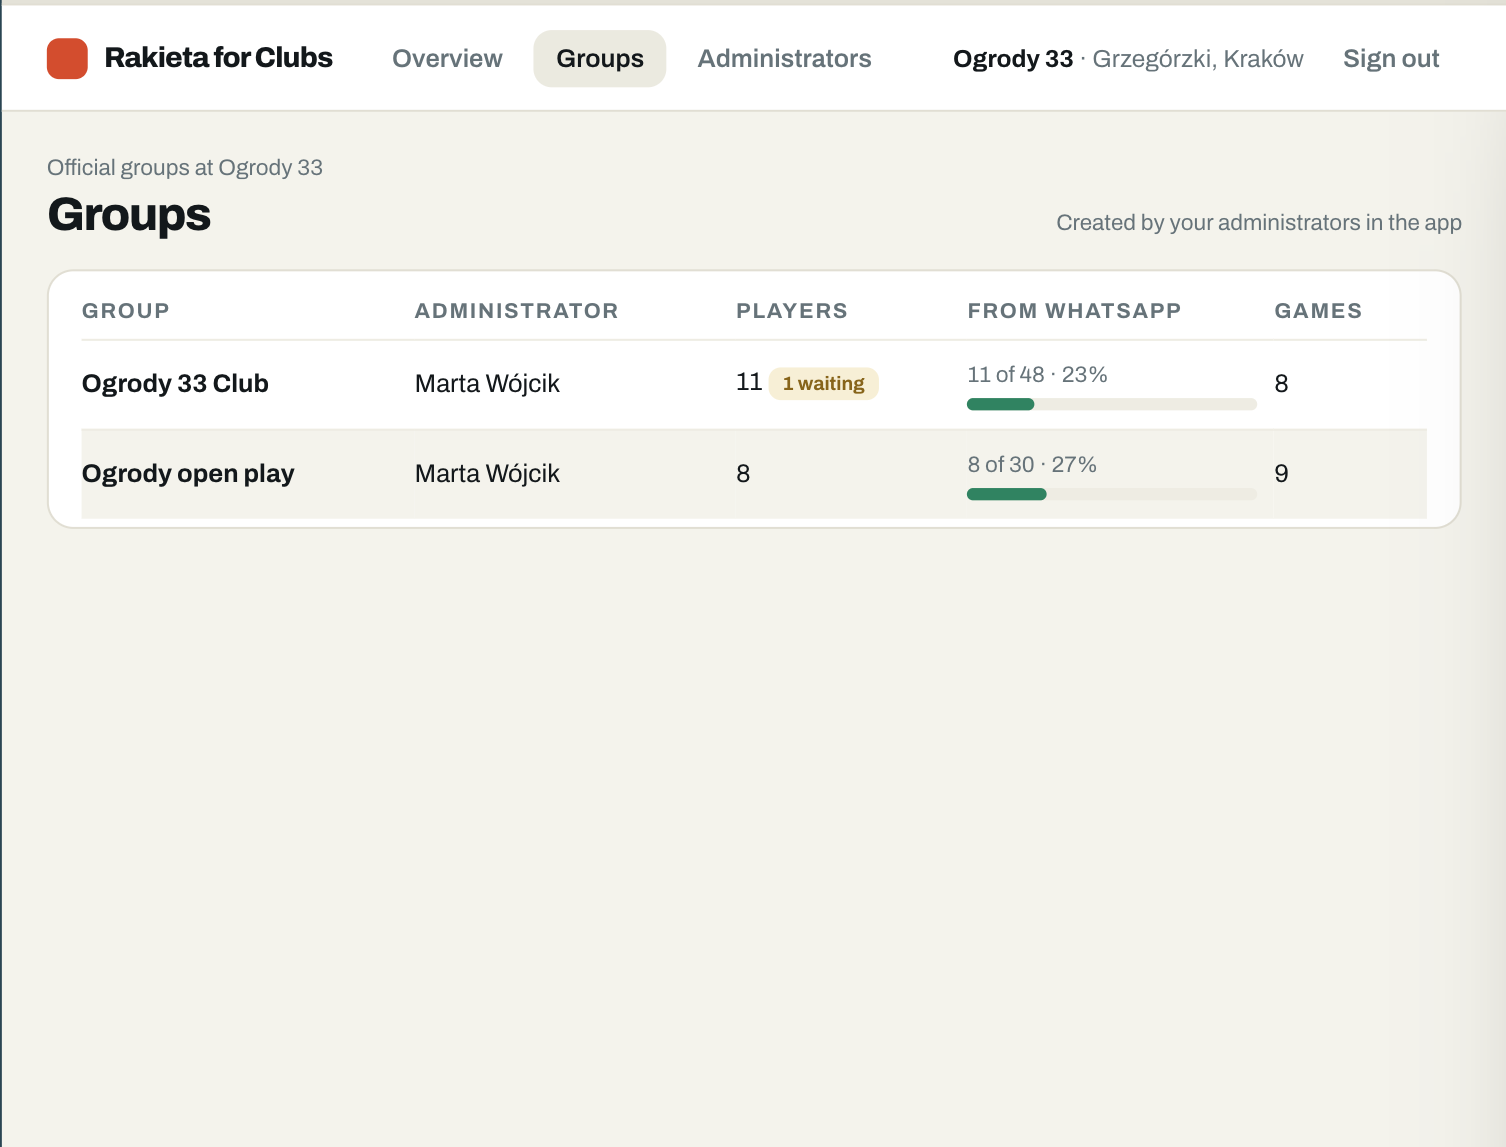 Rakieta for Clubs Overview Groups Administrators Ogrody 33 · Grzegórzki, Kraków Sign out
Official groups at Ogrody 33
Groups
Created by your administrators in the app
GROUP ADMINISTRATOR PLAYERS FROM WHATSAPP GAMES
Ogrody 33 Club Marta Wójcik 11 1 waiting 11 of 48 · 23% 8
Ogrody open play Marta Wójcik 8 8 of 30 · 27% 9